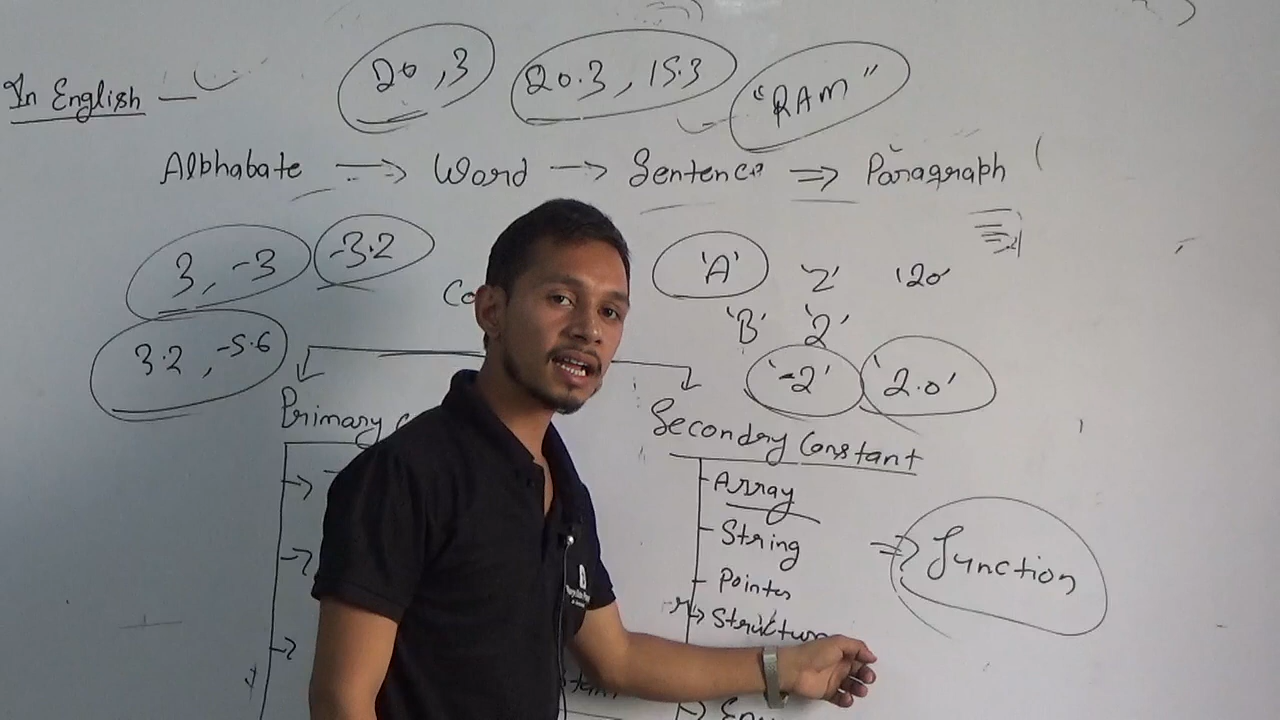 20, 3
20.3, 15.3
"RAM"
In English —
Alphabate → Word → Sentence ⇒ Paragraph
3, -3
-3.2
'A'
'Z'
'20'
'B'
'2'
3.2, -5.6
'-2'
'2.0'
Primary
Secondry Constant
Array
String
Pointer
Structure
⇒ function